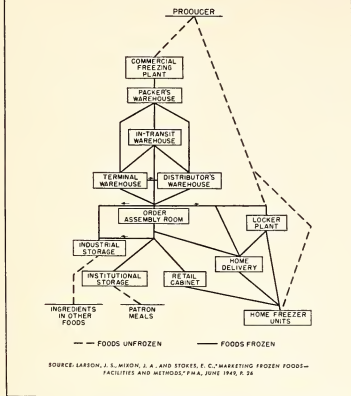 PRODUCER
COMMERCIAL
FREEZING
PLANT
PACKER'S
WAREHOUSE
IN-TRANSIT
WAREHOUSE
TERMINAL
WAREHOUSE
DISTRIBUTOR'S
WAREHOUSE
ORDER
ASSEMBLY ROOM
LOCKER
PLANT
INDUSTRIAL
STORAGE
HOME
DELIVERY
INSTITUTIONAL
STORAGE
RETAIL
CABINET
INGREDIENTS
IN OTHER
FOODS
PATRON
MEALS
HOME FREEZER
UNITS
FOODS UNFROZEN
FOODS FROZEN
SOURCE: LARSON, J. S., MIXON, J. A., AND STOKES, E. C., "MARKETING FROZEN FOODS—
FACILITIES AND METHODS," PMA, JUNE 1949, P. 26